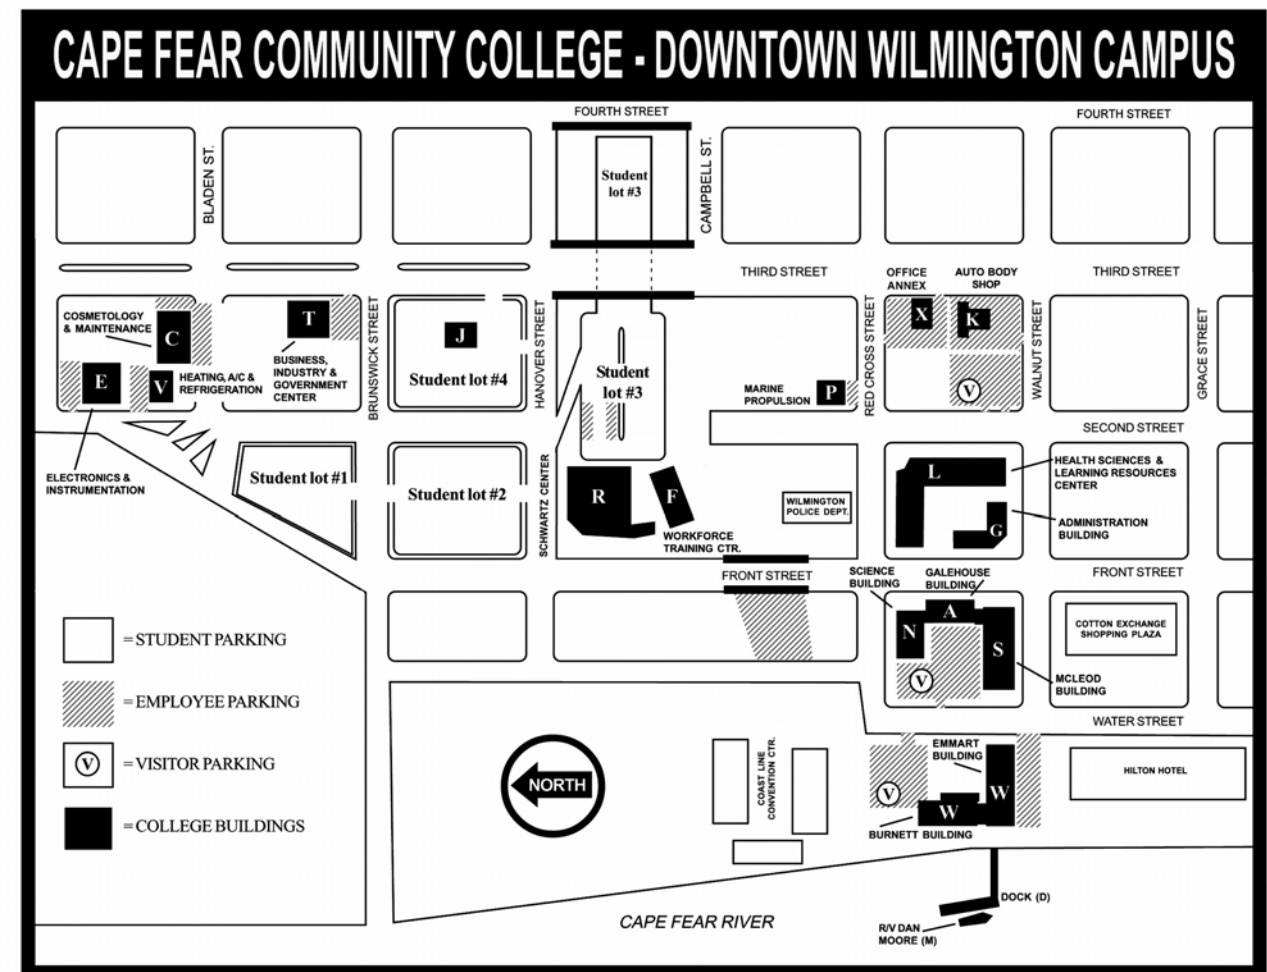 CAPE FEAR COMMUNITY COLLEGE - DOWNTOWN WILMINGTON CAMPUS
FOURTH STREET
FOURTH STREET
BLADEN ST.
Student
lot #3
CAMPBELL ST.
THIRD STREET
OFFICE
ANNEX
AUTO BODY
SHOP
THIRD STREET
COSMETOLOGY
& MAINTENANCE
C
E
V
HEATING, A/C &
REFRIGERATION
T
BUSINESS,
INDUSTRY &
GOVERNMENT
CENTER
BRUNSWICK STREET
J
Student lot #4
HANOVER STREET
Student
lot #3
MARINE
PROPULSION
P
RED CROSS STREET
X
K
V
WALNUT STREET
GRACE STREET
SECOND STREET
ELECTRONICS &
INSTRUMENTATION
Student lot #1
Student lot #2
SCHWARTZ CENTER
R
F
WORKFORCE
TRAINING CTR.
WILMINGTON
POLICE DEPT.
L
HEALTH SCIENCES &
LEARNING RESOURCES
CENTER
G
ADMINISTRATION
BUILDING
FRONT STREET
SCIENCE
BUILDING
GALEHOUSE
BUILDING
FRONT STREET
N
A
S
V
COTTON EXCHANGE
SHOPPING PLAZA
MCLEOD
BUILDING
WATER STREET
= STUDENT PARKING
= EMPLOYEE PARKING
V
= VISITOR PARKING
= COLLEGE BUILDINGS
NORTH
COAST LINE
CONVENTION CTR.
EMMART
BUILDING
V
W
W
BURNETT BUILDING
HILTON HOTEL
DOCK (D)
R/V DAN
MOORE (M)
CAPE FEAR RIVER